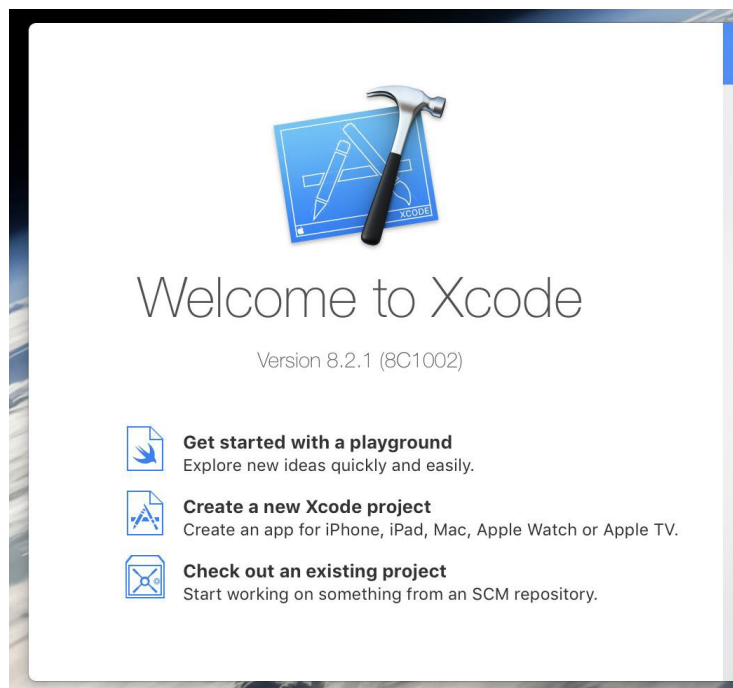 XCODE
Welcome to Xcode
Version 8.2.1 (8C1002)
Get started with a playground
Explore new ideas quickly and easily.
Create a new Xcode project
Create an app for iPhone, iPad, Mac, Apple Watch or Apple TV.
Check out an existing project
Start working on something from an SCM repository.